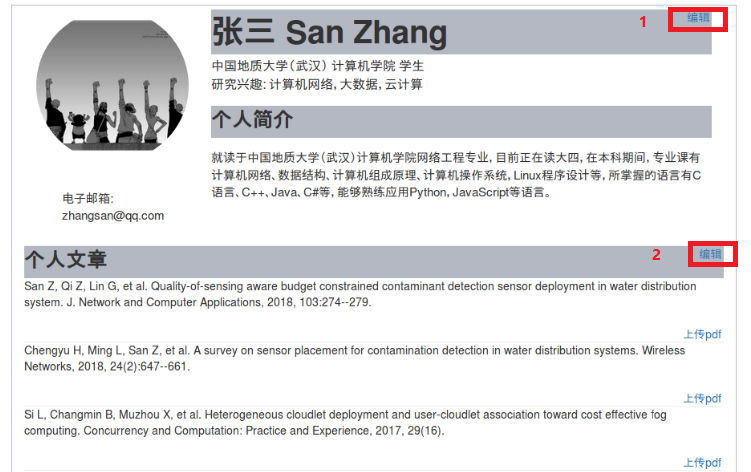 张三 San Zhang
1
编辑
中国地质大学（武汉） 计算机学院 学生
研究兴趣: 计算机网络, 大数据, 云计算
个人简介
就读于中国地质大学（武汉）计算机学院网络工程专业, 目前正在读大四, 在本科期间, 专业课有
计算机网络、数据结构、计算机组成原理、计算机操作系统, Linux程序设计等, 所掌握的语言有C
语言、C++、Java、C#等, 能够熟练应用Python, JavaScript等语言。
电子邮箱:
zhangsan@qq.com
个人文章
2
编辑
San Z, Qi Z, Lin G, et al. Quality-of-sensing aware budget constrained contaminant detection sensor deployment in water distribution
system. J. Network and Computer Applications, 2018, 103:274--279.
上传pdf
Chengyu H, Ming L, San Z, et al. A survey on sensor placement for contamination detection in water distribution systems. Wireless
Networks, 2018, 24(2):647--661.
上传pdf
Si L, Changmin B, Muzhou X, et al. Heterogeneous cloudlet deployment and user-cloudlet association toward cost effective fog
computing. Concurrency and Computation: Practice and Experience, 2017, 29(16).
上传pdf